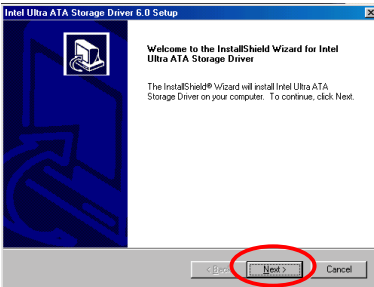 Intel Ultra ATA Storage Driver 6.0 Setup
Welcome to the InstallShield Wizard for Intel
Ultra ATA Storage Driver
The InstallShield® Wizard will install Intel Ultra ATA
Storage Driver on your computer. To continue, click Next.
< Back
Next >
Cancel